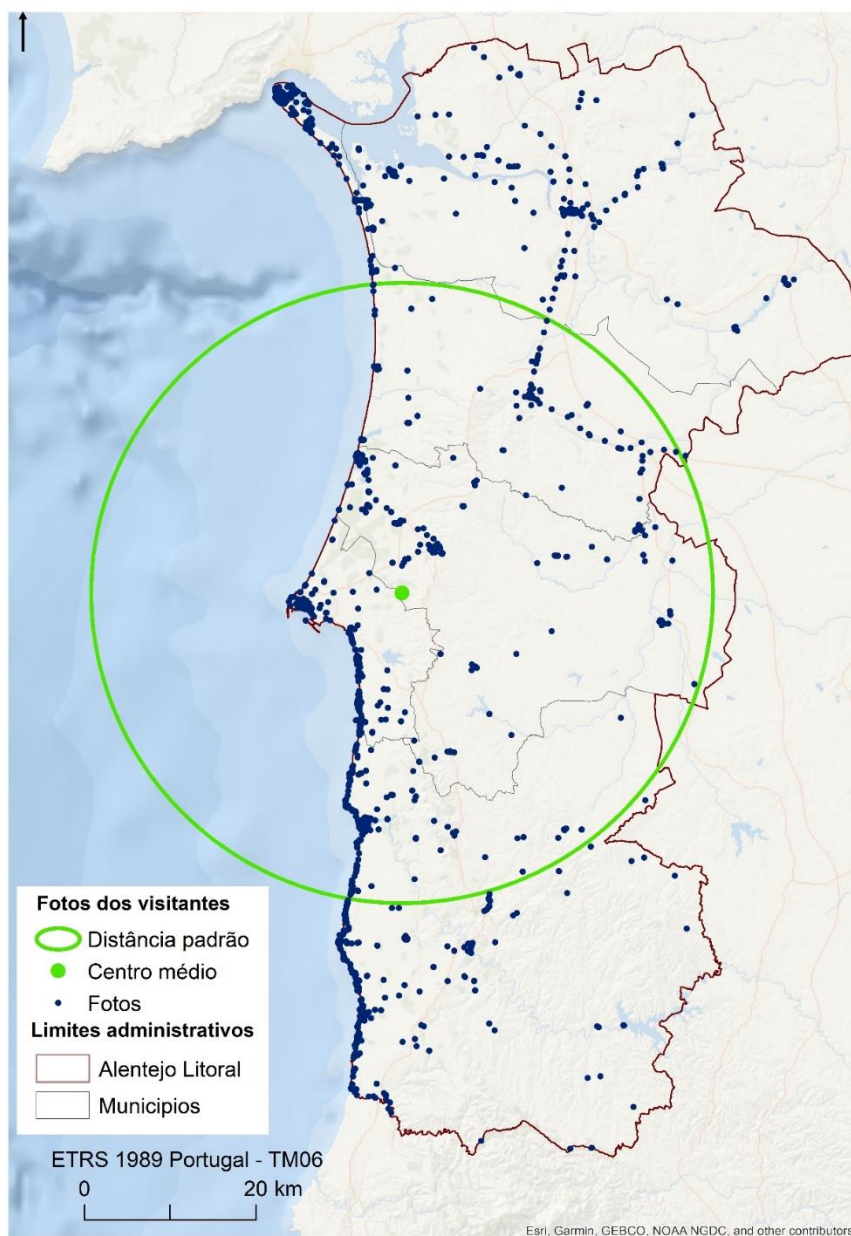 Fotos dos visitantes
Distância padrão
Centro médio
Fotos
Limites administrativos
Alentejo Litoral
Municipios
ETRS 1989 Portugal - TM06
0 20 km
Esri, Garmin, GEBCO, NOAA NGDC, and other contributors